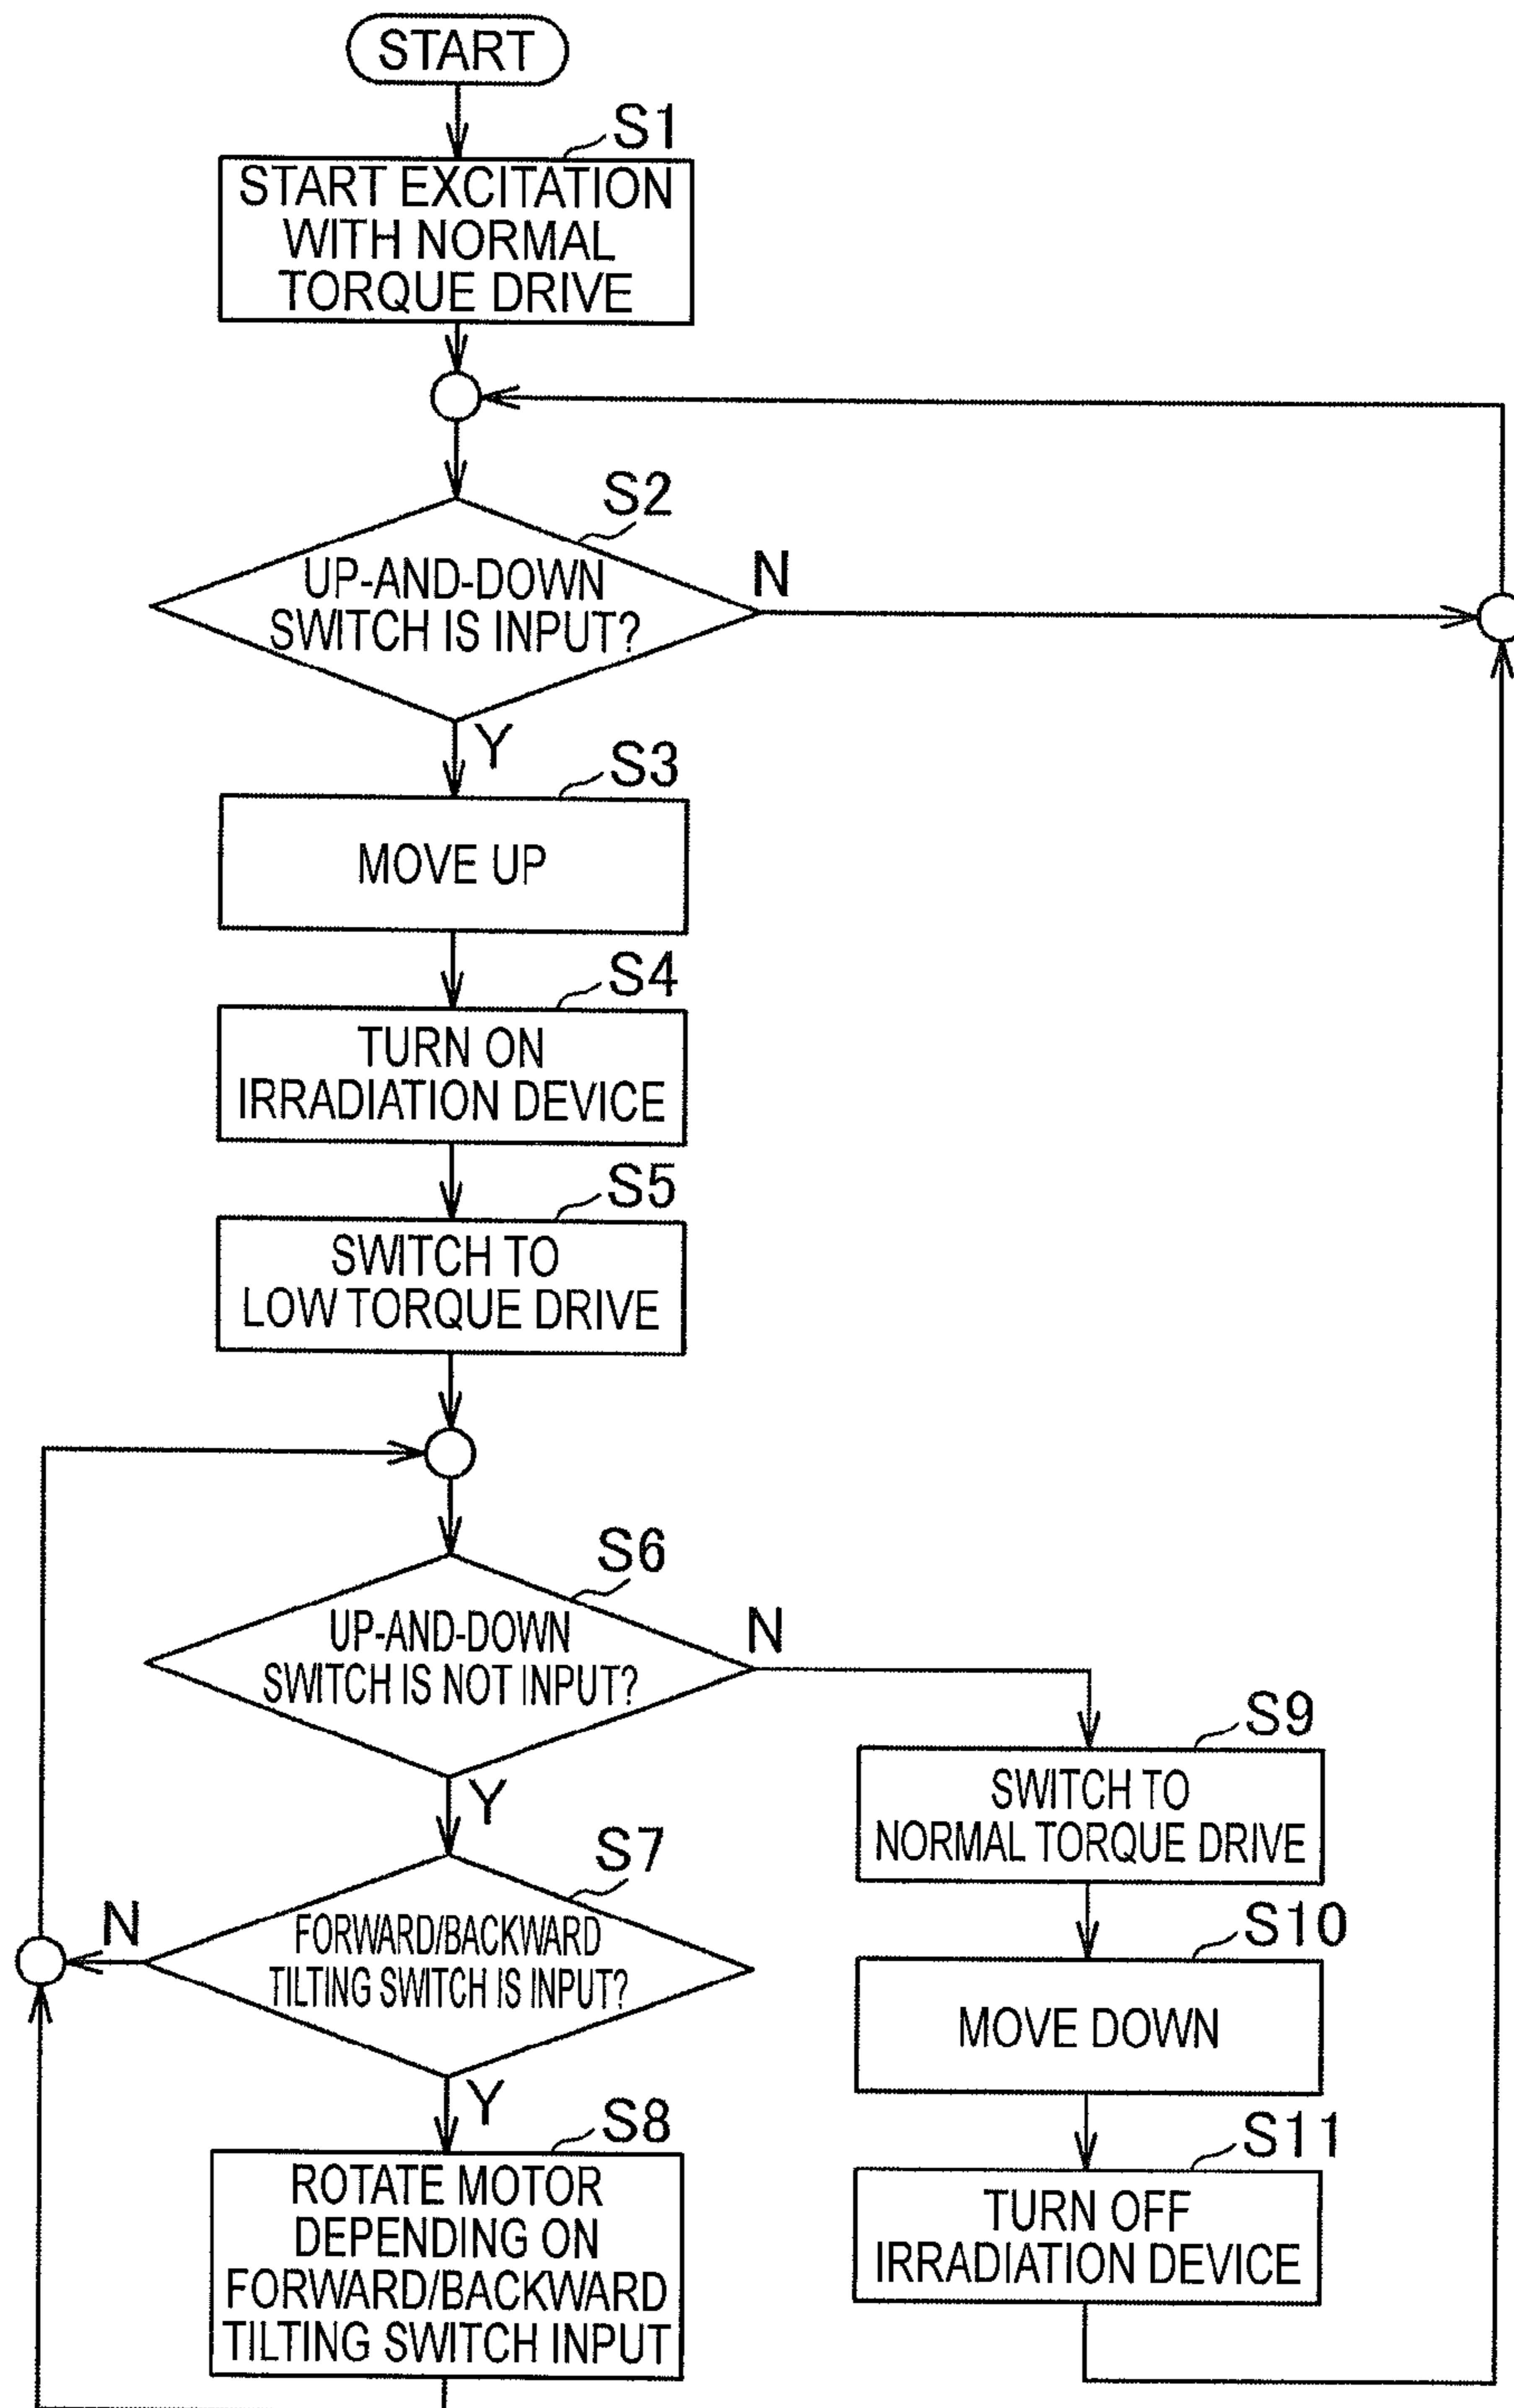 START
S1
START EXCITATION
WITH NORMAL
TORQUE DRIVE
S2
UP-AND-DOWN
SWITCH IS INPUT?
N
Y
S3
MOVE UP
S4
TURN ON
IRRADIATION DEVICE
S5
SWITCH TO
LOW TORQUE DRIVE
S6
UP-AND-DOWN
SWITCH IS NOT INPUT?
N
Y
S7
FORWARD/BACKWARD
TILTING SWITCH IS INPUT?
N
Y
S8
ROTATE MOTOR
DEPENDING ON
FORWARD/BACKWARD
TILTING SWITCH INPUT
S9
SWITCH TO
NORMAL TORQUE DRIVE
S10
MOVE DOWN
S11
TURN OFF
IRRADIATION DEVICE